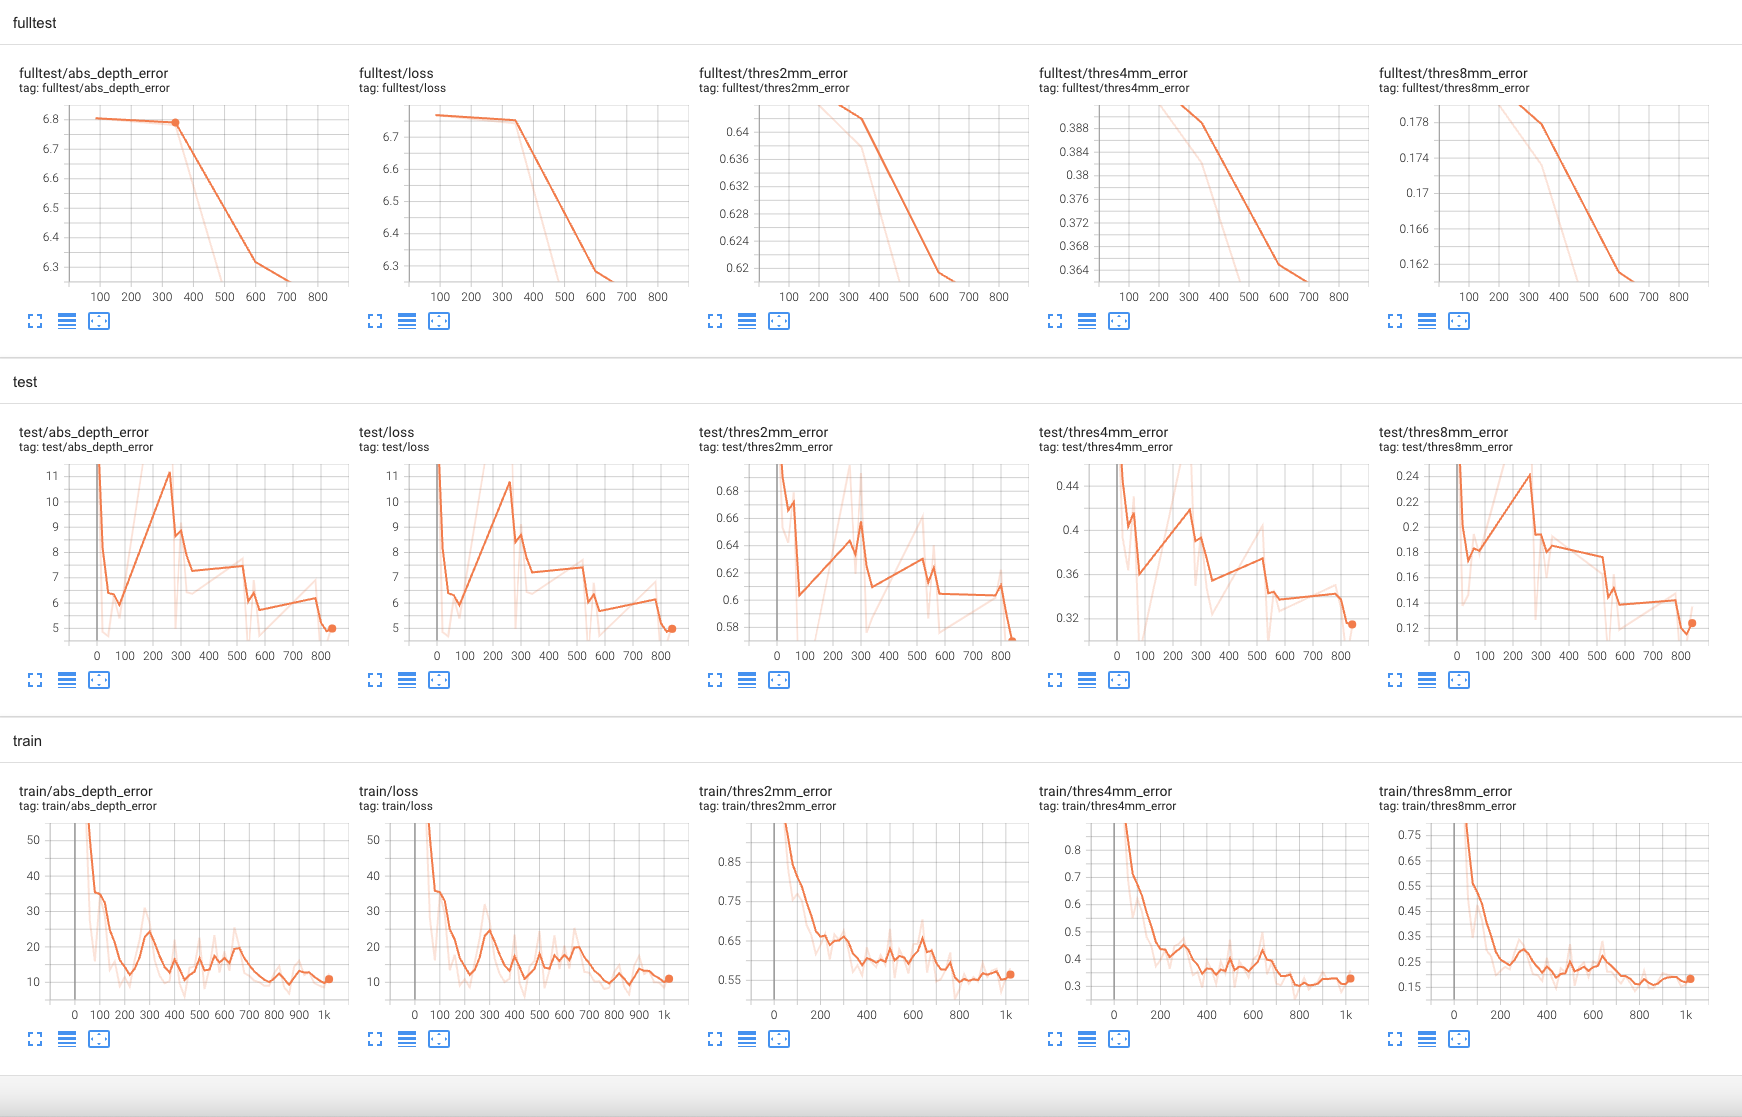 fulltest
fulltest/abs_depth_error
tag: fulltest/abs_depth_error
6.8
6.7
6.6
6.5
6.4
6.3
100 200 300 400 500 600 700 800
fulltest/loss
tag: fulltest/loss
6.7
6.6
6.5
6.4
6.3
100 200 300 400 500 600 700 800
fulltest/thres2mm_error
tag: fulltest/thres2mm_error
0.64
0.636
0.632
0.628
0.624
0.62
100 200 300 400 500 600 700 800
fulltest/thres4mm_error
tag: fulltest/thres4mm_error
0.388
0.384
0.38
0.376
0.372
0.368
0.364
100 200 300 400 500 600 700 800
fulltest/thres8mm_error
tag: fulltest/thres8mm_error
0.178
0.174
0.17
0.166
0.162
100 200 300 400 500 600 700 800
test
test/abs_depth_error
tag: test/abs_depth_error
11
10
9
8
7
6
5
0 100 200 300 400 500 600 700 800
test/loss
tag: test/loss
11
10
9
8
7
6
5
0 100 200 300 400 500 600 700 800
test/thres2mm_error
tag: test/thres2mm_error
0.68
0.66
0.64
0.62
0.6
0.58
0 100 200 300 400 500 600 700 800
test/thres4mm_error
tag: test/thres4mm_error
0.44
0.4
0.36
0.32
0 100 200 300 400 500 600 700 800
test/thres8mm_error
tag: test/thres8mm_error
0.24
0.22
0.2
0.18
0.16
0.14
0.12
0 100 200 300 400 500 600 700 800
train
train/abs_depth_error
tag: train/abs_depth_error
50
40
30
20
10
0 100 200 300 400 500 600 700 800 900 1k
train/loss
tag: train/loss
50
40
30
20
10
0 100 200 300 400 500 600 700 800 900 1k
train/thres2mm_error
tag: train/thres2mm_error
0.85
0.75
0.65
0.55
0 200 400 600 800 1k
train/thres4mm_error
tag: train/thres4mm_error
0.8
0.7
0.6
0.5
0.4
0.3
0 200 400 600 800 1k
train/thres8mm_error
tag: train/thres8mm_error
0.75
0.65
0.55
0.45
0.35
0.25
0.15
0 200 400 600 800 1k